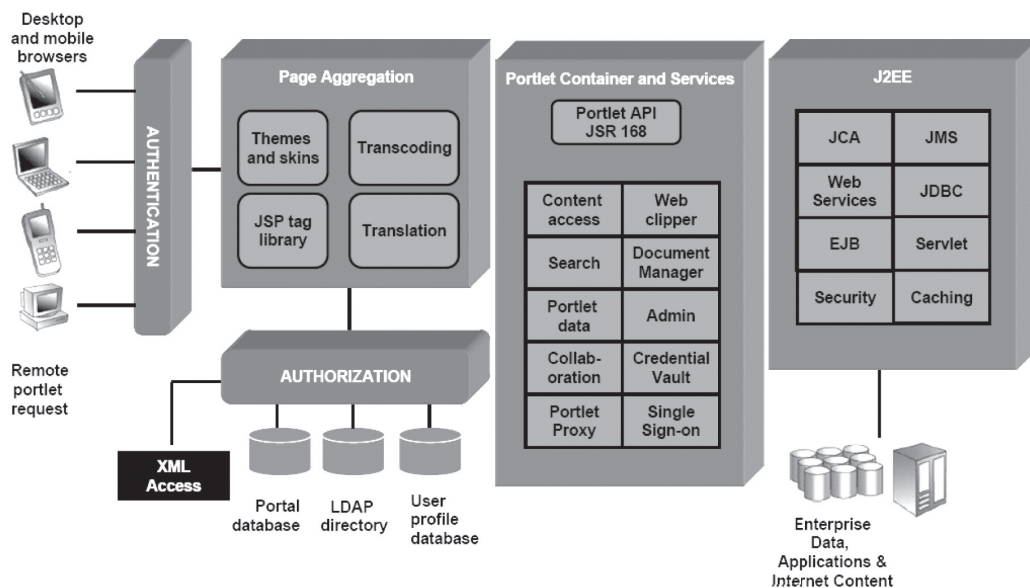 Desktop
and mobile
browsers
AUTHENTICATION
Remote
portlet
request
Page Aggregation
Themes
and skins
Transcoding
JSP tag
library
Translation
AUTHORIZATION
XML
Access
Portal
database
LDAP
directory
User
profile
database
Portlet Container and Services
Portlet API
JSR 168
Content
access
Web
clipper
Search
Document
Manager
Portlet
data
Admin
Collab-
oration
Credential
Vault
Portlet
Proxy
Single
Sign-on
J2EE
JCA
JMS
Web
Services
JDBC
EJB
Servlet
Security
Caching
Enterprise
Data,
Applications &
Internet Content